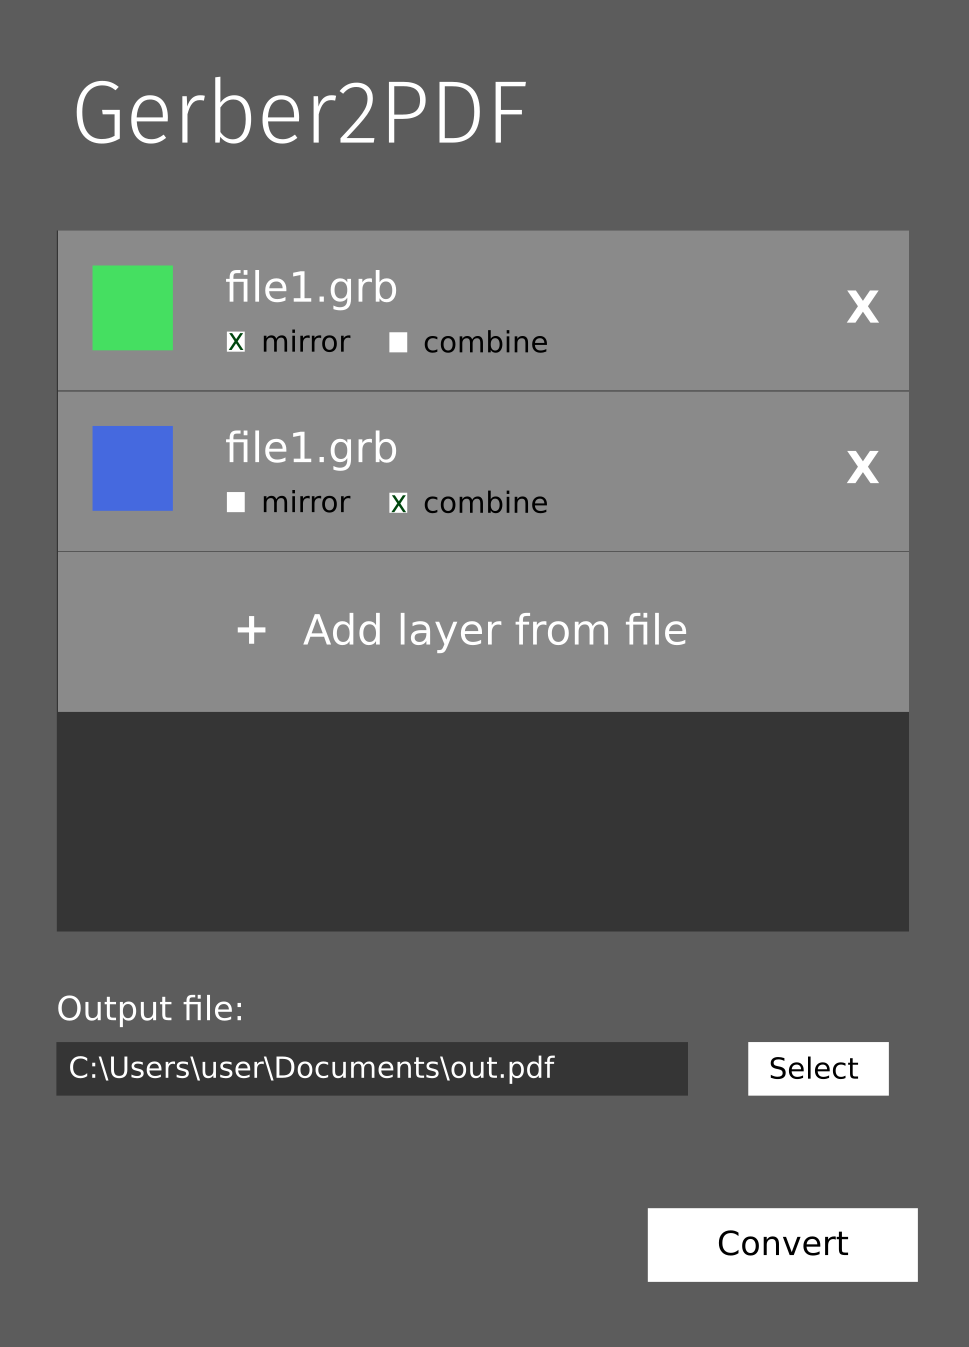 Gerber2PDF
file1.grb
X
X mirror combine
file1.grb
X
mirror X combine
+ Add layer from file
Output file:
C:\Users\user\Documents\out.pdf Select
Convert